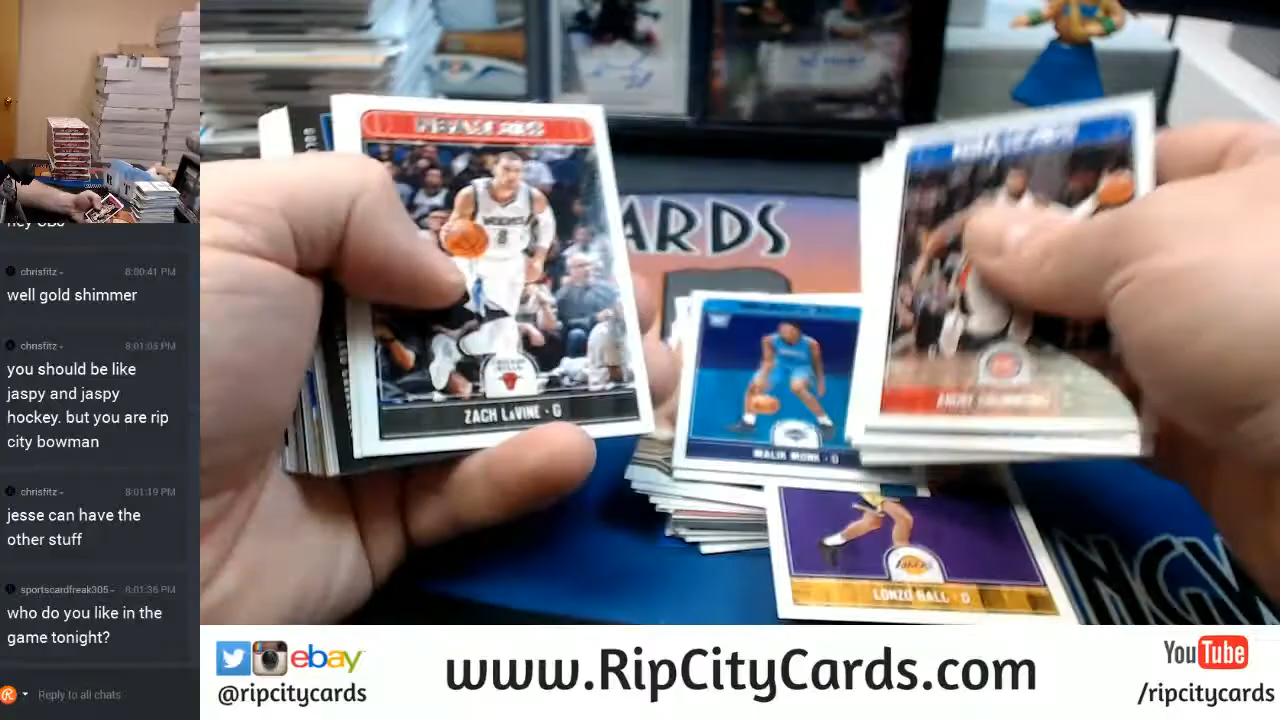 chrisfitz - 8:00:41 PM
well gold shimmer
chrisfitz - 8:01:05 PM
you should be like
jaspy and jaspy
hockey. but you are rip
city bowman
chrisfitz - 8:01:19 PM
jesse can have the
other stuff
sportscardfreak305 - 8:01:36 PM
who do you like in the
game tonight?
Reply to all chats
ZACH LaVINE · G
ARDS
MALIK MONK · G
LAKERS
LONZO BALL · G
ebay
@ripcitycards
www.RipCityCards.com
YouTube
/ripcitycards